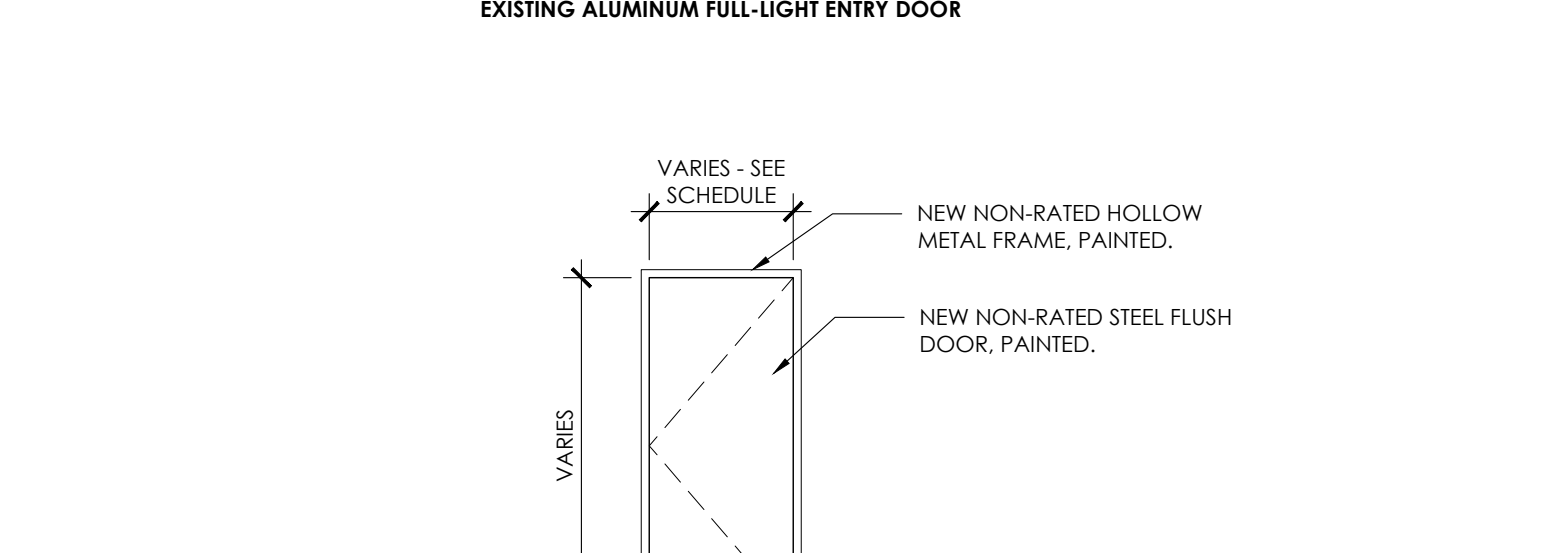 EXISTING ALUMINUM FULL-LIGHT ENTRY DOOR
VARIES - SEE
SCHEDULE
NEW NON-RATED HOLLOW
METAL FRAME, PAINTED.
NEW NON-RATED STEEL FLUSH
DOOR, PAINTED.
VARIES